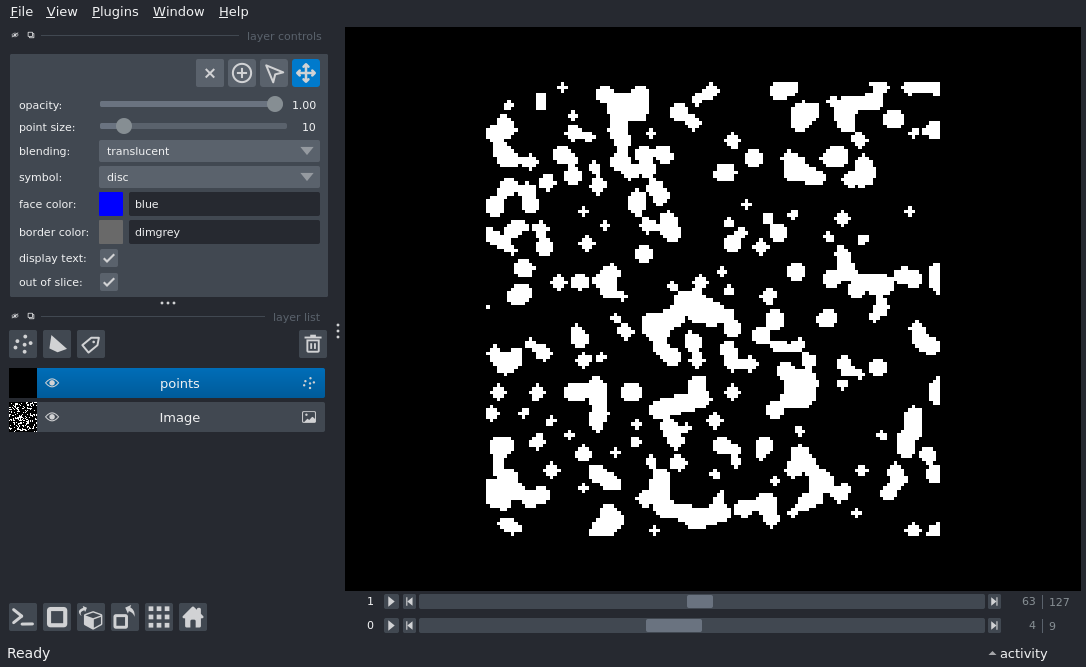 File View Plugins Window Help
layer controls
opacity: 1.00
point size: 10
blending: translucent
symbol: disc
face color: blue
border color: dimgrey
display text:
out of slice:
layer list
points
Image
1 63 | 127
0 4 | 9
Ready activity